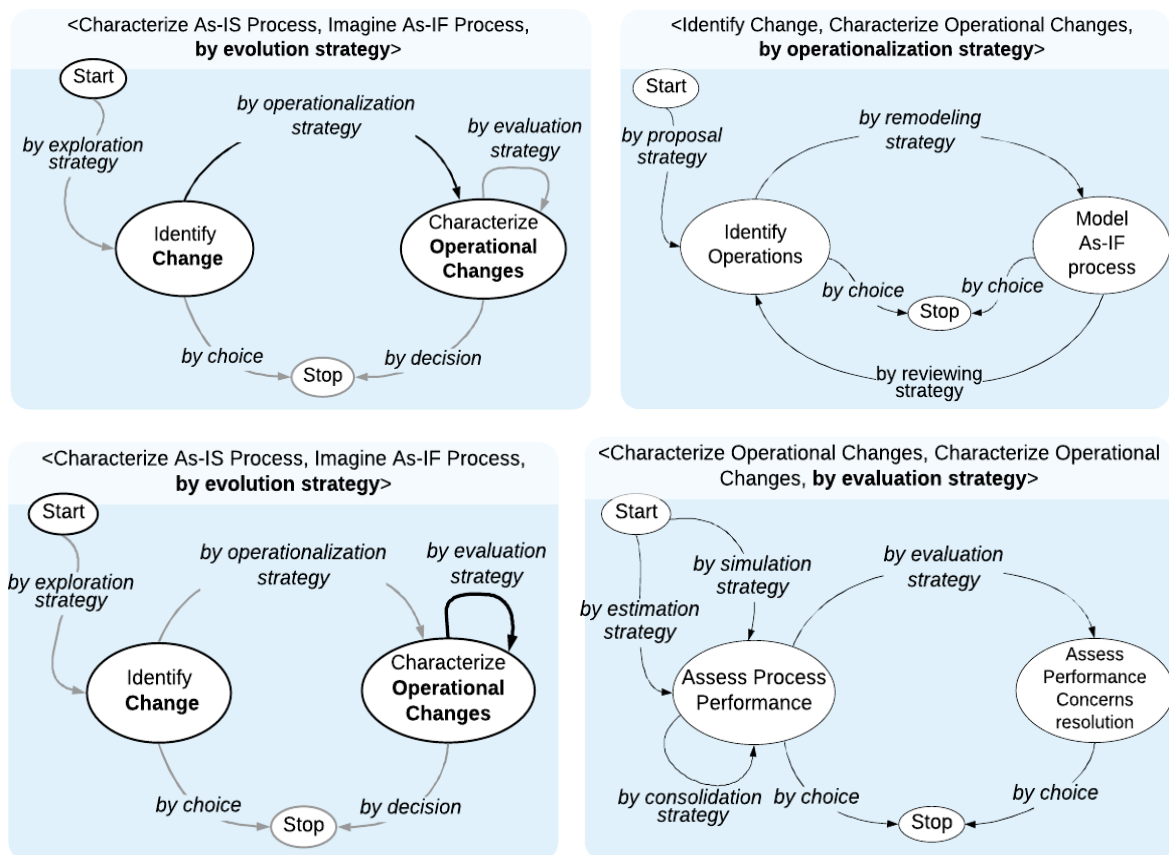 <Characterize As-IS Process, Imagine As-IF Process,
by evolution strategy>
Start
by operationalization
strategy
by evaluation
strategy
by exploration
strategy
Identify
Change
Characterize
Operational
Changes
by choice
by decision
Stop
<Identify Change, Characterize Operational Changes,
by operationalization strategy>
Start
by proposal
strategy
by remodeling
strategy
Identify
Operations
Model
As-IF
process
by choice
by choice
Stop
by reviewing
strategy
<Characterize As-IS Process, Imagine As-IF Process,
by evolution strategy>
Start
by operationalization
strategy
by evaluation
strategy
by exploration
strategy
Identify
Change
Characterize
Operational
Changes
by choice
by decision
Stop
<Characterize Operational Changes, Characterize Operational
Changes, by evaluation strategy>
Start
by simulation
strategy
by evaluation
strategy
by estimation
strategy
Assess Process
Performance
Assess
Performance
Concerns
resolution
by consolidation
strategy
by choice
by choice
Stop